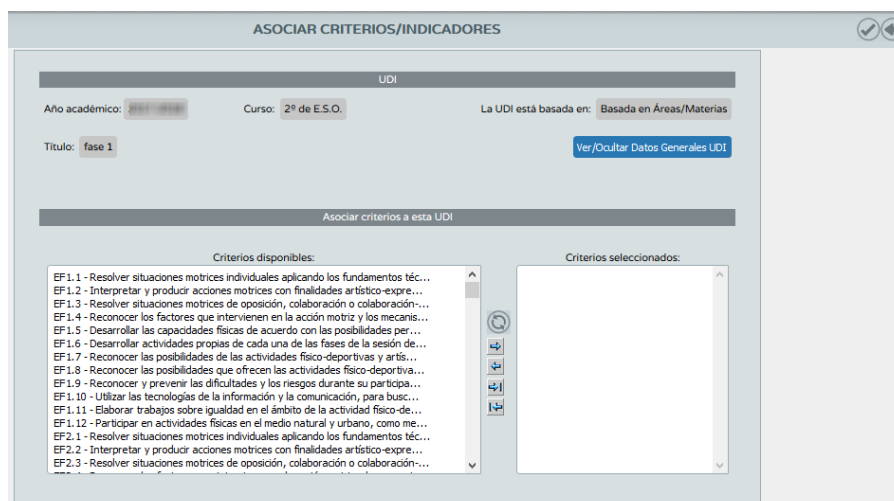 ASOCIAR CRITERIOS/INDICADORES
UDI
Año académico: Curso: 2º de E.S.O. La UDI está basada en: Basada en Áreas/Materias
Título: fase 1 Ver/Ocultar Datos Generales UDI
Asociar criterios a esta UDI
Criterios disponibles: Criterios seleccionados:
EF1.1 - Resolver situaciones motrices individuales aplicando los fundamentos téc...
EF1.2 - Interpretar y producir acciones motrices con finalidades artístico-expre...
EF1.3 - Resolver situaciones motrices de oposición, colaboración o colaboración-...
EF1.4 - Reconocer los factores que intervienen en la acción motriz y los mecanis...
EF1.5 - Desarrollar las capacidades físicas de acuerdo con las posibilidades per...
EF1.6 - Desarrollar actividades propias de cada una de las fases de la sesión de...
EF1.7 - Reconocer las posibilidades de las actividades físico-deportivas y artís...
EF1.8 - Reconocer las posibilidades que ofrecen las actividades físico-deportiva...
EF1.9 - Reconocer y prevenir las dificultades y los riesgos durante su participa...
EF1.10 - Utilizar las tecnologías de la información y la comunicación, para busc...
EF1.11 - Elaborar trabajos sobre igualdad en el ámbito de la actividad físico-de...
EF1.12 - Participar en actividades físicas en el medio natural y urbano, como me...
EF2.1 - Resolver situaciones motrices individuales aplicando los fundamentos téc...
EF2.2 - Interpretar y producir acciones motrices con finalidades artístico-expre...
EF2.3 - Resolver situaciones motrices de oposición, colaboración o colaboración-...